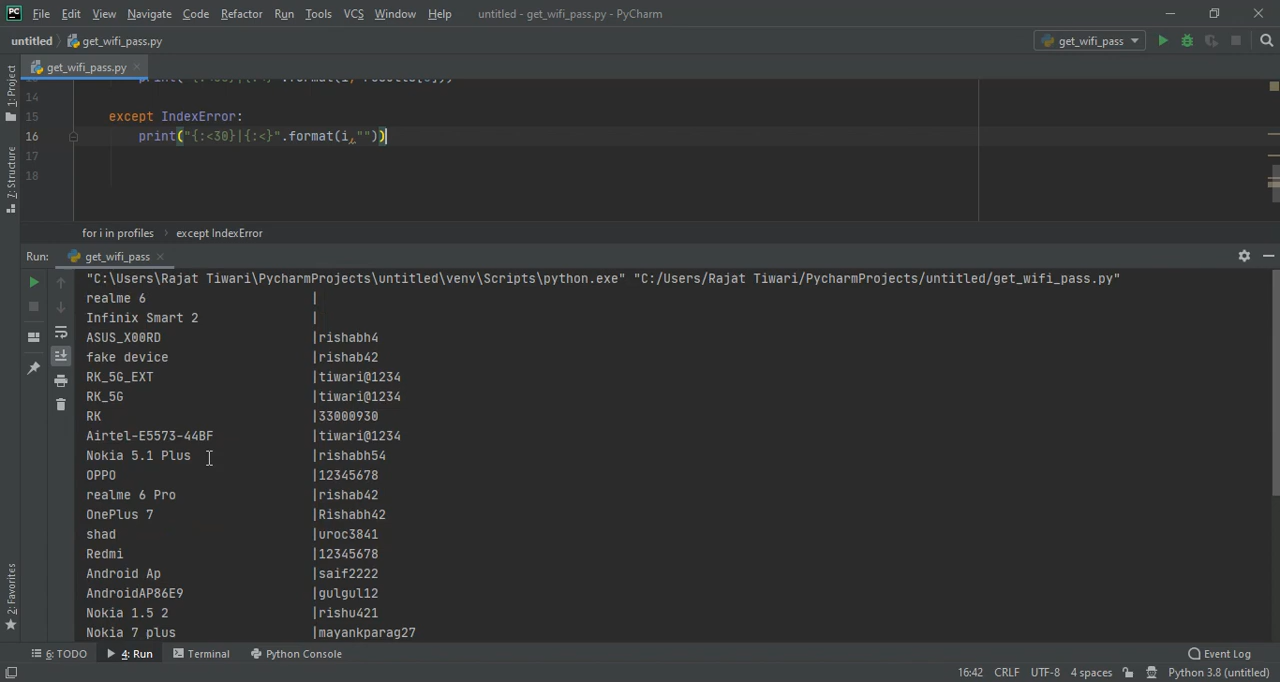 File Edit View Navigate Code Refactor Run Tools VCS Window Help untitled - get_wifi_pass.py - PyCharm
untitled get_wifi_pass.py get_wifi_pass
1: Project
get_wifi_pass.py
14
15 except IndexError:
16 print("{:<30}|{:<}".format(i,""))
17
18
7: Structure
for i in profiles › except IndexError
Run: get_wifi_pass
"C:\Users\Rajat Tiwari\PycharmProjects\untitled\venv\Scripts\python.exe" "C:/Users/Rajat Tiwari/PycharmProjects/untitled/get_wifi_pass.py"
realme 6 |
Infinix Smart 2 |
ASUS_X00RD |rishabh4
fake device |rishab42
RK_5G_EXT |tiwari@1234
RK_5G |tiwari@1234
RK |33000930
Airtel-E5573-44BF |tiwari@1234
Nokia 5.1 Plus |rishabh54
OPPO |12345678
realme 6 Pro |rishab42
OnePlus 7 |Rishabh42
shad |uroc3841
Redmi |12345678
Android Ap |saif2222
AndroidAP86E9 |gulgul12
Nokia 1.5 2 |rishu421
Nokia 7 plus |mayankparag27
2: Favorites
6: TODO 4: Run Terminal Python Console Event Log
16:42 CRLF UTF-8 4 spaces Python 3.8 (untitled)